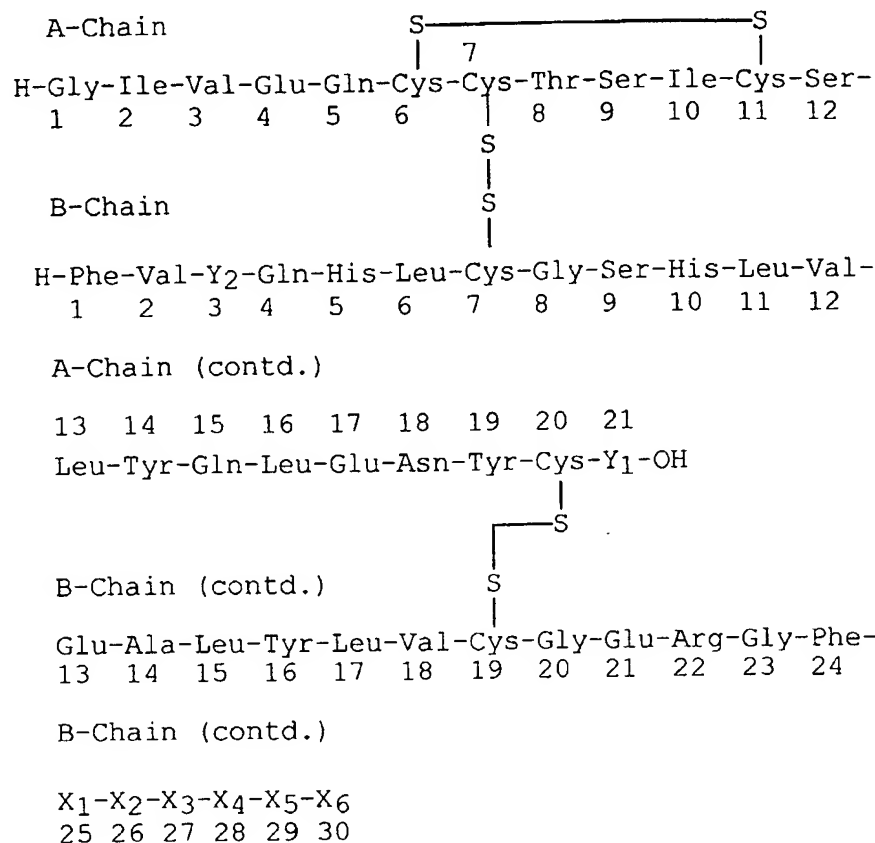 A-Chain
S S
7
H-Gly-Ile-Val-Glu-Gln-Cys-Cys-Thr-Ser-Ile-Cys-Ser-
1 2 3 4 5 6 8 9 10 11 12
S
S
B-Chain
H-Phe-Val-Y2-Gln-His-Leu-Cys-Gly-Ser-His-Leu-Val-
1 2 3 4 5 6 7 8 9 10 11 12
A-Chain (contd.)
13 14 15 16 17 18 19 20 21
Leu-Tyr-Gln-Leu-Glu-Asn-Tyr-Cys-Y1-OH
S
S
B-Chain (contd.)
Glu-Ala-Leu-Tyr-Leu-Val-Cys-Gly-Glu-Arg-Gly-Phe-
13 14 15 16 17 18 19 20 21 22 23 24
B-Chain (contd.)
X1-X2-X3-X4-X5-X6
25 26 27 28 29 30